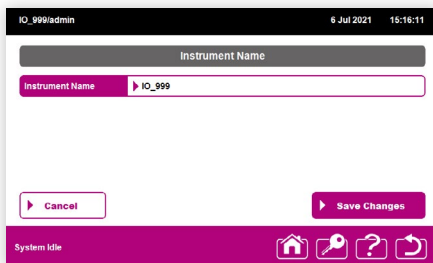 IO_999/admin 6 Jul 2021 15:16:11
Instrument Name
Instrument Name IO_999
Cancel Save Changes
System Idle